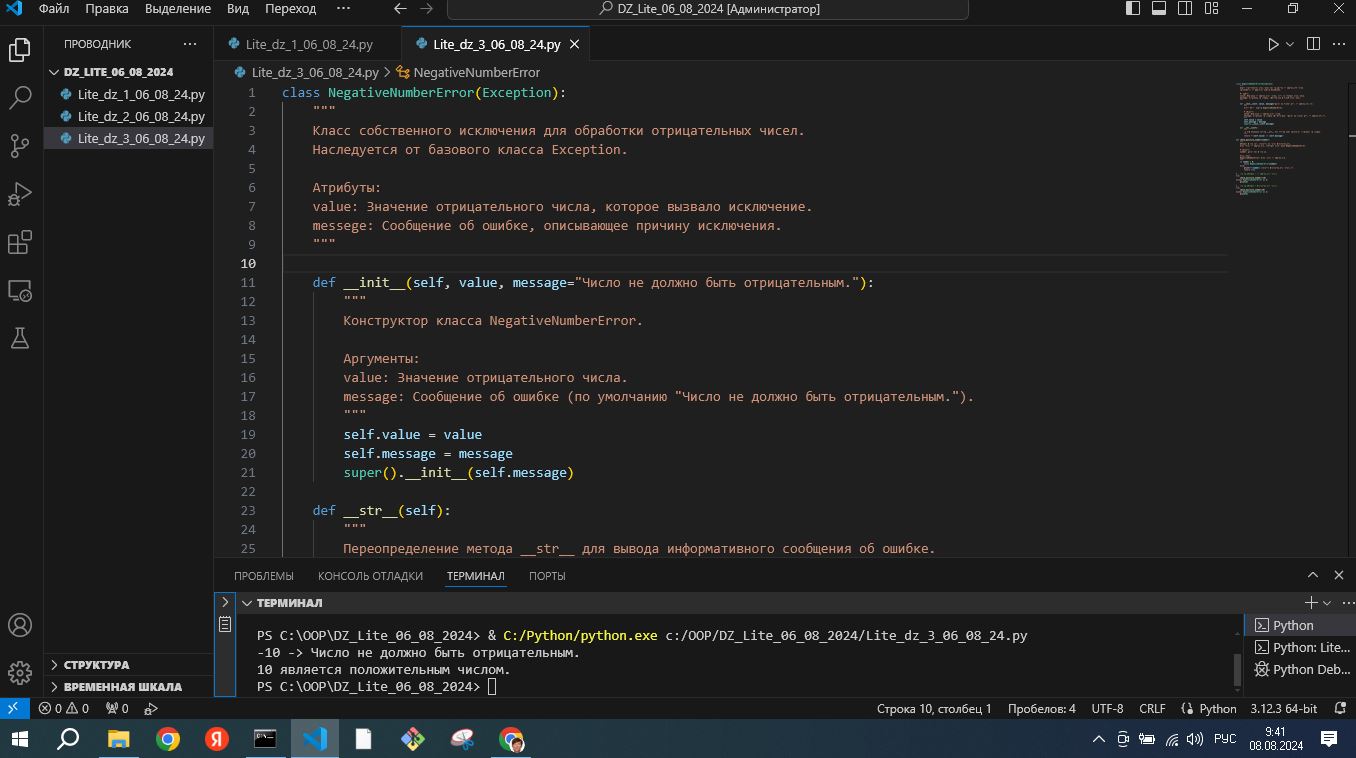 Файл Правка Выделение Вид Переход ··· DZ_Lite_06_08_2024 [Администратор]
ПРОВОДНИК ···
DZ_LITE_06_08_2024
Lite_dz_1_06_08_24.py
Lite_dz_2_06_08_24.py
Lite_dz_3_06_08_24.py
СТРУКТУРА
ВРЕМЕННАЯ ШКАЛА
Lite_dz_1_06_08_24.py Lite_dz_3_06_08_24.py
Lite_dz_3_06_08_24.py > NegativeNumberError
1 class NegativeNumberError(Exception):
2 """
3 Класс собственного исключения для обработки отрицательных чисел.
4 Наследуется от базового класса Exception.
5
6 Атрибуты:
7 value: Значение отрицательного числа, которое вызвало исключение.
8 messege: Сообщение об ошибке, описывающее причину исключения.
9 """
10
11 def __init__(self, value, message="Число не должно быть отрицательным."):
12 """
13 Конструктор класса NegativeNumberError.
14
15 Аргументы:
16 value: Значение отрицательного числа.
17 message: Сообщение об ошибке (по умолчанию "Число не должно быть отрицательным.").
18 """
19 self.value = value
20 self.message = message
21 super().__init__(self.message)
22
23 def __str__(self):
24 """
25 Переопределение метода __str__ для вывода информативного сообщения об ошибке.
ПРОБЛЕМЫ КОНСОЛЬ ОТЛАДКИ ТЕРМИНАЛ ПОРТЫ
ТЕРМИНАЛ
PS C:\OOP\DZ_Lite_06_08_2024> & C:/Python/python.exe c:/OOP/DZ_Lite_06_08_2024/Lite_dz_3_06_08_24.py
-10 -> Число не должно быть отрицательным.
10 является положительным числом.
PS C:\OOP\DZ_Lite_06_08_2024>
Python
Python: Lite...
Python Deb...
0 0 0 Строка 10, столбец 1 Пробелов: 4 UTF-8 CRLF Python 3.12.3 64-bit
РУС
9:41
08.08.2024